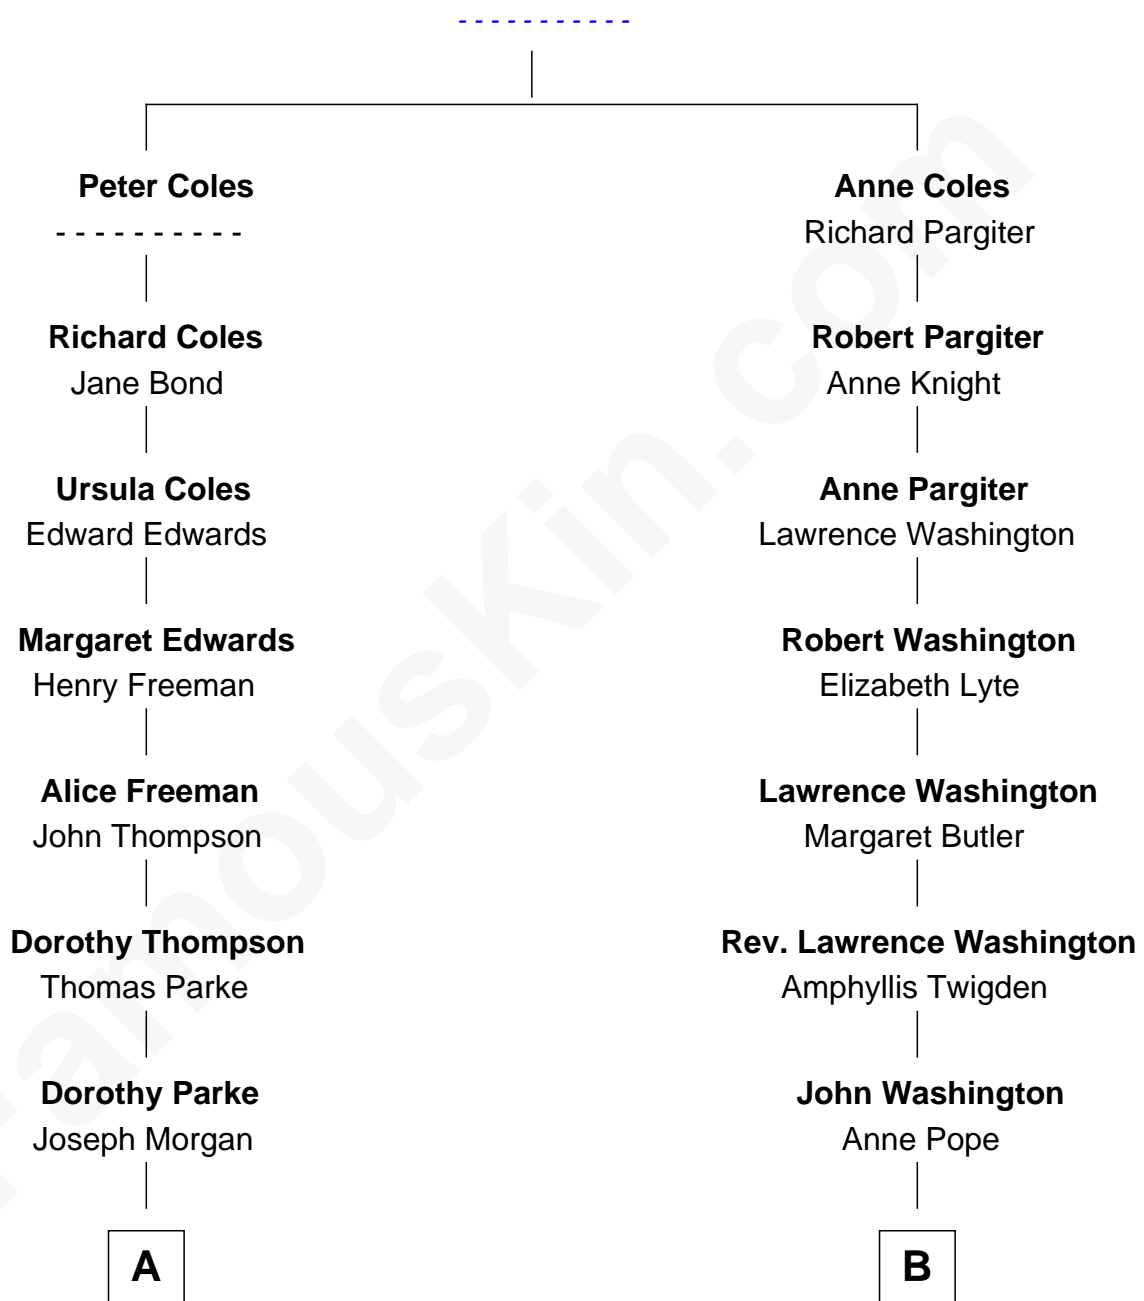 - - - - - - - - - - -
Peter Coles
- - - - - - - - - -
Richard Coles
Jane Bond
Ursula Coles
Edward Edwards
Margaret Edwards
Henry Freeman
Alice Freeman
John Thompson
Dorothy Thompson
Thomas Parke
Dorothy Parke
Joseph Morgan
A
Anne Coles
Richard Pargiter
Robert Pargiter
Anne Knight
Anne Pargiter
Lawrence Washington
Robert Washington
Elizabeth Lyte
Lawrence Washington
Margaret Butler
Rev. Lawrence Washington
Amphyllis Twigden
John Washington
Anne Pope
B
FamousKin.com